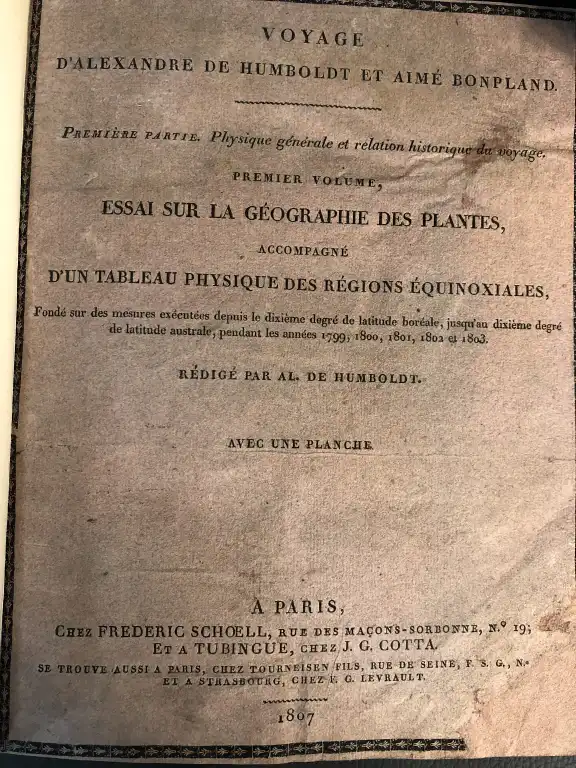 VOYAGE
D'ALEXANDRE DE HUMBOLDT ET AIMÉ BONPLAND.
PREMIÈRE PARTIE. Physique générale et rélation historique du voyage.
PREMIER VOLUME,
ESSAI SUR LA GÉOGRAPHIE DES PLANTES,
ACCOMPAGNÉ
D'UN TABLEAU PHYSIQUE DES RÉGIONS ÉQUINOXIALES,
Fondé sur des mesures exécutées depuis le dixième degré de latitude boréale, jusqu'au dixième degré
de latitude australe, pendant les années 1799, 1800, 1801, 1802 et 1803.
RÉDIGÉ PAR AL. DE HUMBOLDT.
AVEC UNE PLANCHE
A PARIS,
CHEZ FREDERIC SCHOELL, RUE DES MAÇONS-SORBONNE, N.º 19;
ET A TUBINGUE, CHEZ J. G. COTTA.
SE TROUVE AUSSI A PARIS, CHEZ TOURNEISEN FILS, RUE DE SEINE, F. S. G., N.º
ET A STRASBOURG, CHEZ F. G. LEVRAULT.
1807